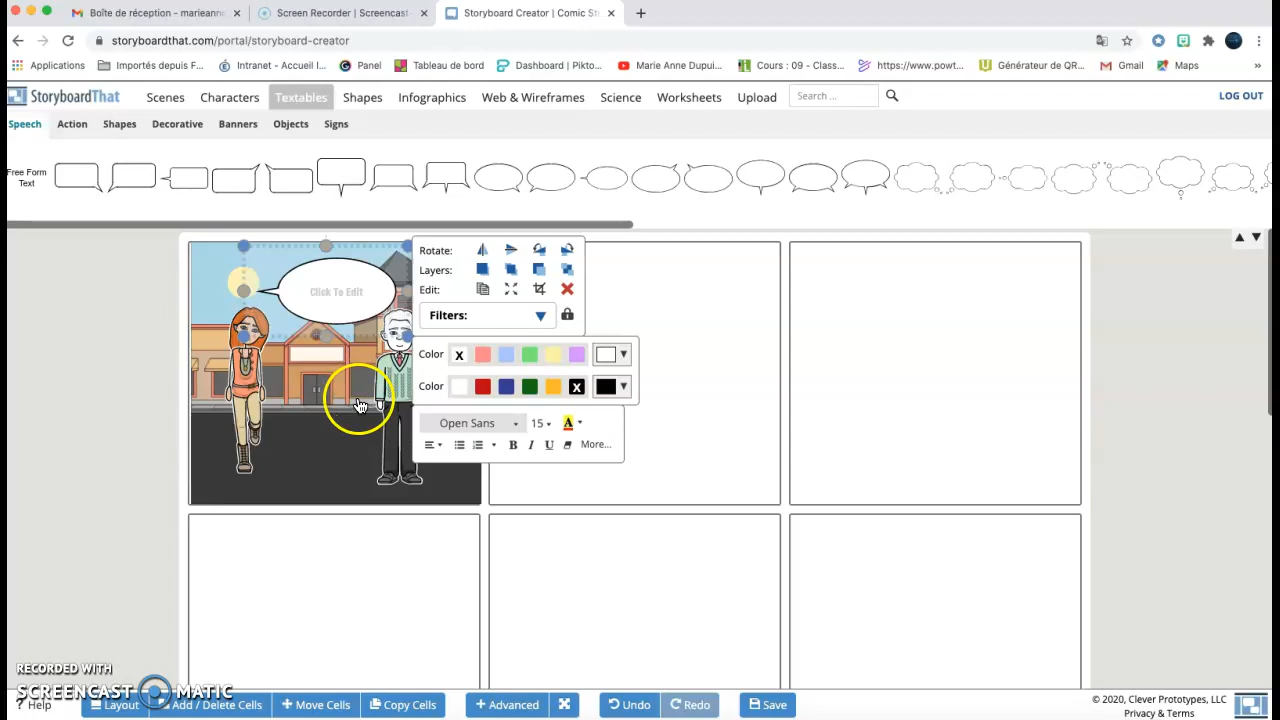 Boîte de réception - marieanne
Screen Recorder | Screencast-
Storyboard Creator | Comic St
storyboardthat.com/portal/storyboard-creator
Applications
Importés depuis F...
Intranet - Accueil I...
Panel
Tableau de bord
Dashboard | Pikto...
Marie Anne Dupui...
Cours : 09 - Class...
https://www.powt...
Générateur de QR...
Gmail
Maps
»
StoryboardThat
Scenes
Characters
Textables
Shapes
Infographics
Web & Wireframes
Science
Worksheets
Upload
Search ...
LOG OUT
Speech
Action
Shapes
Decorative
Banners
Objects
Signs
Free Form
Text
Click To Edit
Rotate:
Layers:
Edit:
Filters:
Color
x
Color
x
Open Sans
15
A
B
I
U
More...
RECORDED WITH
SCREENCAST MATIC
? Help
Layout
Add / Delete Cells
Move Cells
Copy Cells
+ Advanced
Undo
Redo
Save
© 2020, Clever Prototypes, LLC
Privacy & Terms